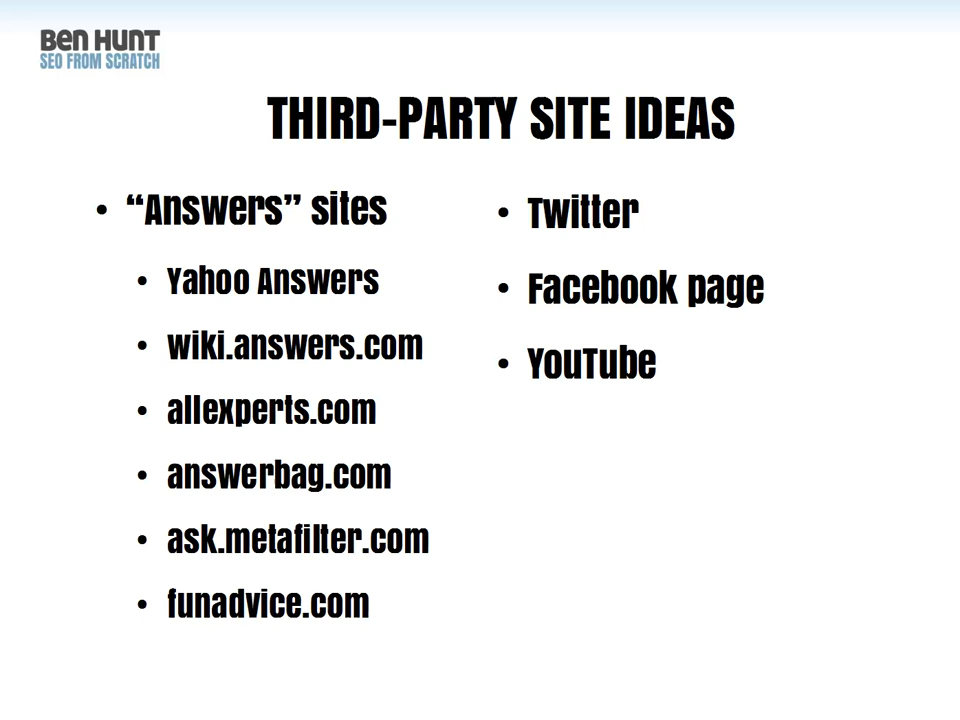 Ben Hunt
SEO FROM SCRATCH
THIRD-PARTY SITE IDEAS
• “Answers” sites
• Yahoo Answers
• wiki.answers.com
• allexperts.com
• answerbag.com
• ask.metafilter.com
• funadvice.com
• Twitter
• Facebook page
• YouTube